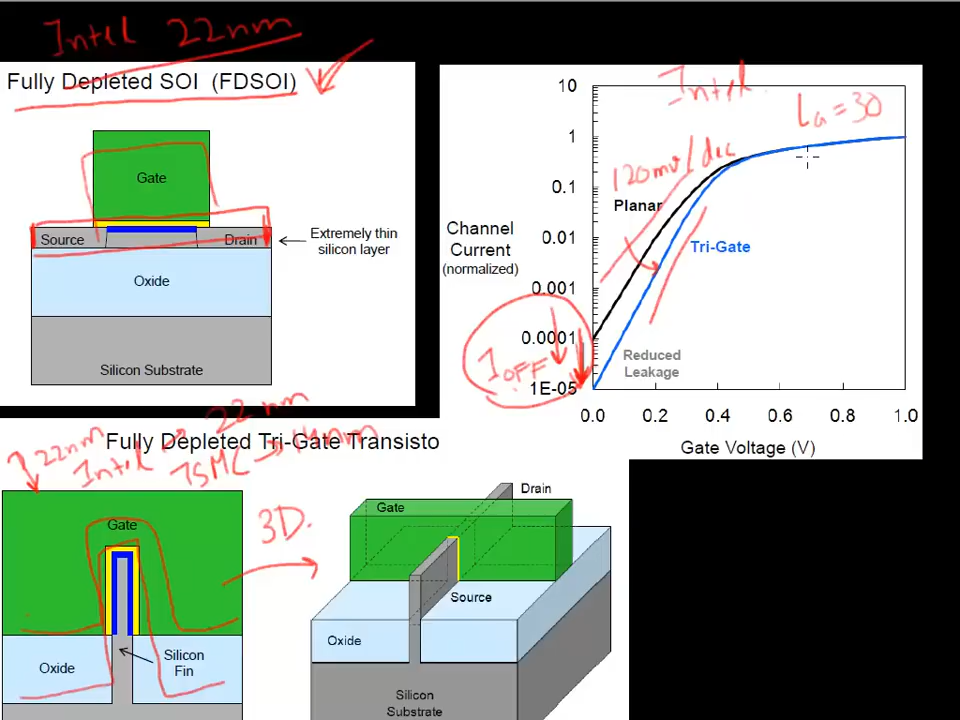 Intel 22nm
Fully Depleted SOI (FDSOI)
Gate
Source
Drain
Extremely thin
silicon layer
Oxide
Silicon Substrate
Intel
10
1
0.1
0.01
0.001
0.0001
1E-05
Channel
Current
(normalized)
120mv/dec
Planar
Tri-Gate
Reduced
Leakage
IOFF
0.0
0.2
0.4
0.6
0.8
1.0
Gate Voltage (V)
22nm
Intel → 22nm
TSMC → 14nm
Fully Depleted Tri-Gate Transisto
Gate
Oxide
Silicon
Fin
3D.
Gate
Drain
Source
Oxide
Silicon
Substrate